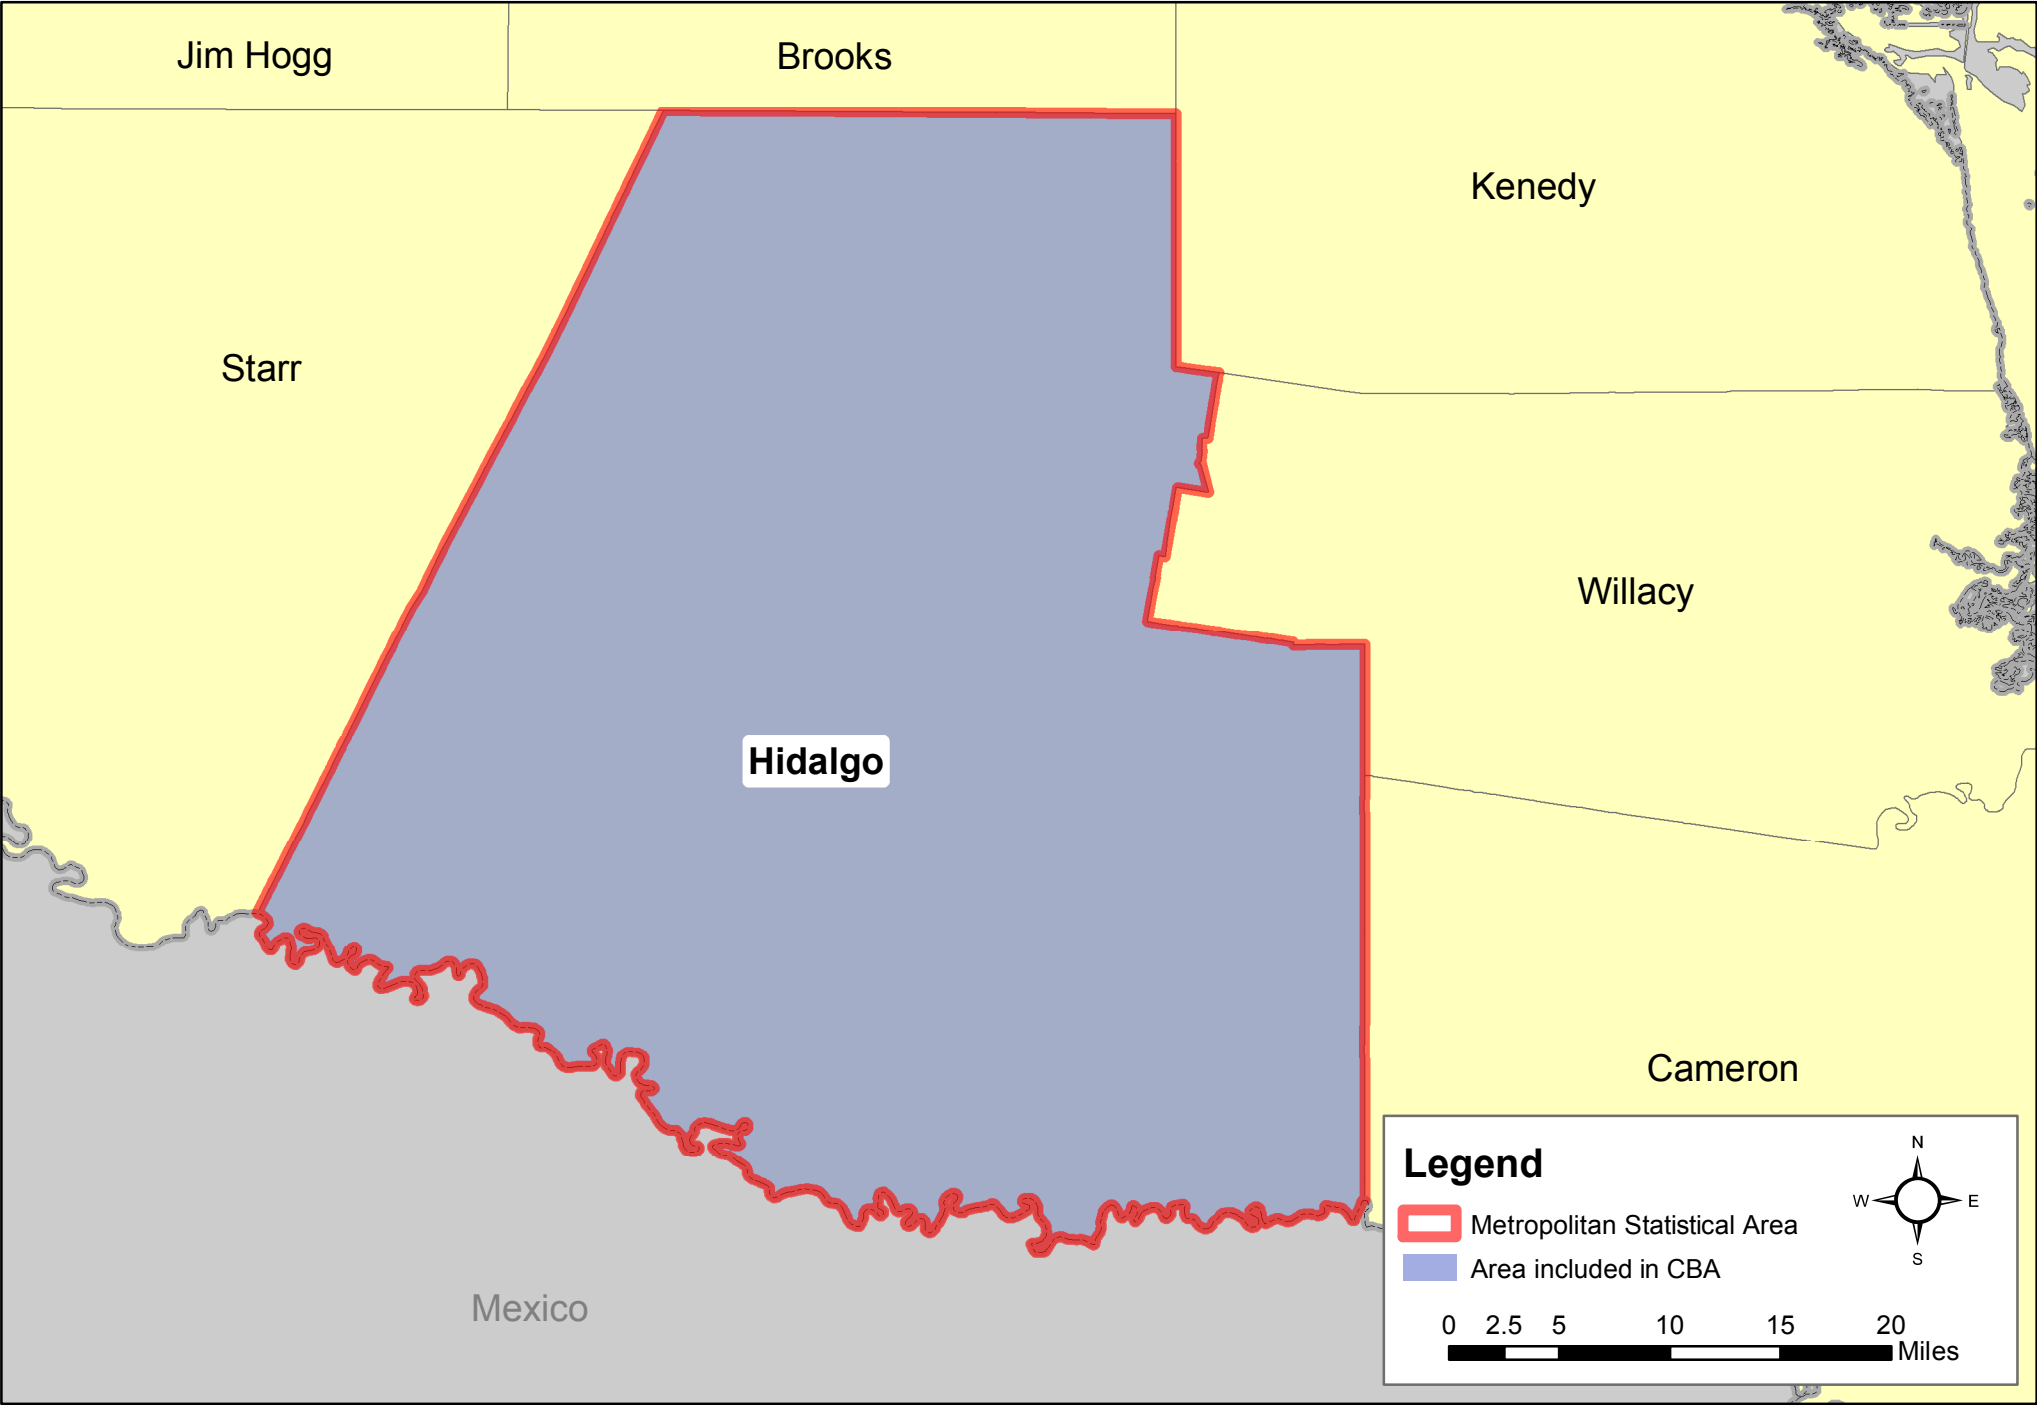 Jim Hogg
Brooks
Kenedy
Starr
Willacy
Hidalgo
Cameron
Mexico
Legend
Metropolitan Statistical Area
Area included in CBA
N
W
E
S
0 2.5 5 10 15 20
Miles